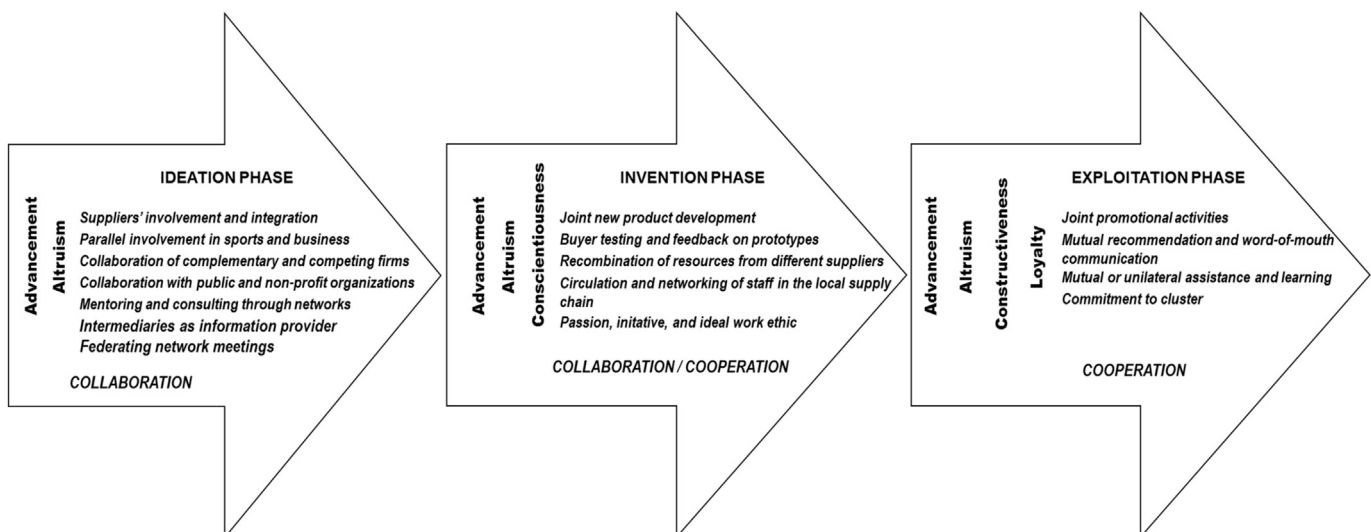 Advancement
Altruism
IDEATION PHASE
Suppliers' involvement and integration
Parallel involvement in sports and business
Collaboration of complementary and competing firms
Collaboration with public and non-profit organizations
Mentoring and consulting through networks
Intermediaries as information provider
Federating network meetings
COLLABORATION
Advancement
Altruism
Conscientiousness
INVENTION PHASE
Joint new product development
Buyer testing and feedback on prototypes
Recombination of resources from different suppliers
Circulation and networking of staff in the local supply
chain
Passion, initative, and ideal work ethic
COLLABORATION / COOPERATION
Advancement
Altruism
Constructiveness
Loyalty
EXPLOITATION PHASE
Joint promotional activities
Mutual recommendation and word-of-mouth
communication
Mutual or unilateral assistance and learning
Commitment to cluster
COOPERATION